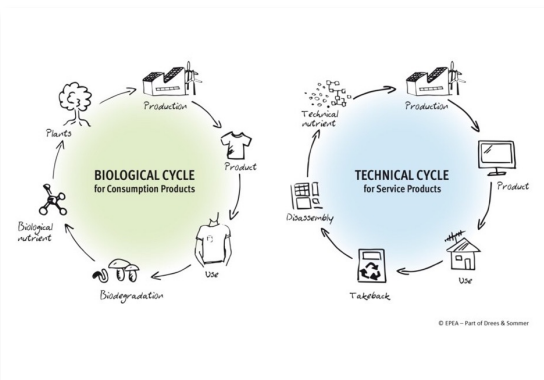 Production
Plants
BIOLOGICAL CYCLE
for Consumption Products
Product
Biological
nutrient
Use
Biodegradation
Production
Technical
nutrient
TECHNICAL CYCLE
for Service Products
Product
Disassembly
Use
Takeback
© EPEA – Part of Drees & Sommer